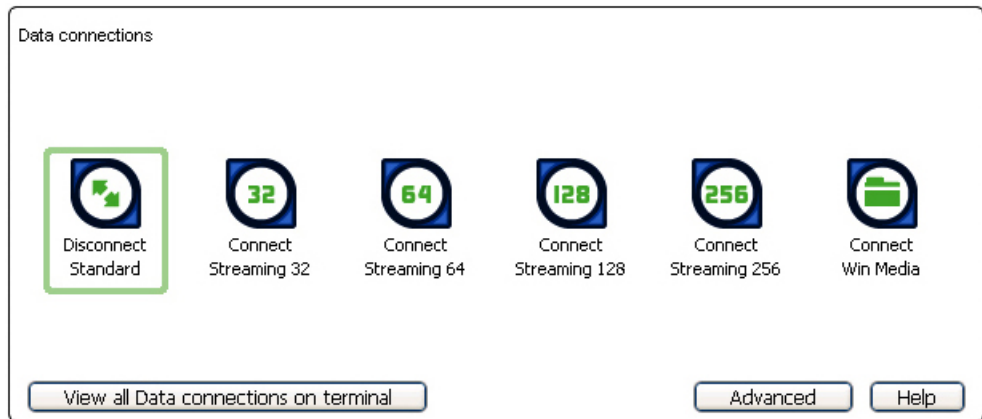 Data connections
32
64
128
256
Disconnect
Standard
Connect
Streaming 32
Connect
Streaming 64
Connect
Streaming 128
Connect
Streaming 256
Connect
Win Media
View all Data connections on terminal
Advanced
Help